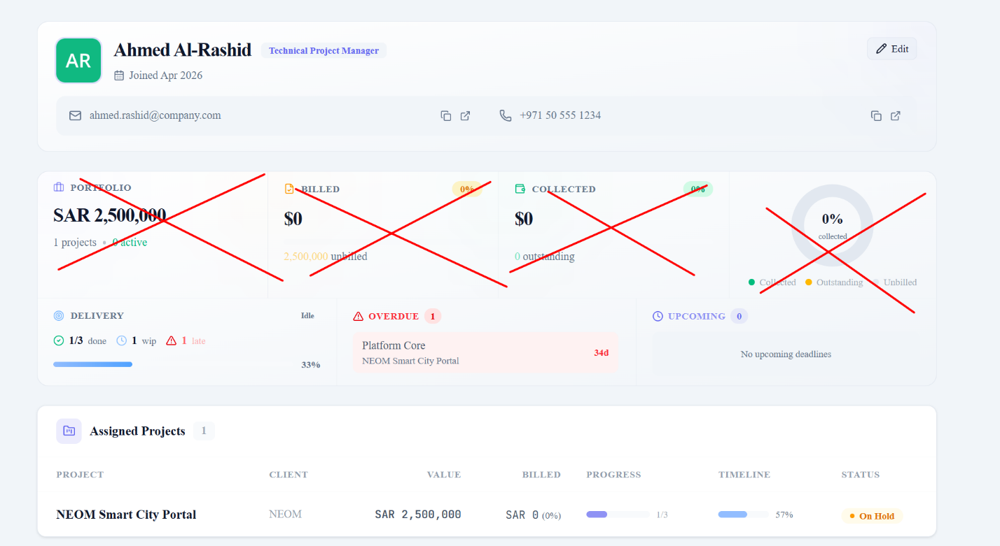 AR
Ahmed Al-Rashid Technical Project Manager
Joined Apr 2026
Edit
ahmed.rashid@company.com
+971 50 555 1234
PORTFOLIO
SAR 2,500,000
1 projects • 0 active
BILLED 0%
$0
2,500,000 unbilled
COLLECTED 0%
$0
0 outstanding
0%
collected
Collected Outstanding Unbilled
DELIVERY Idle
1/3 done 1 wip 1 late
33%
OVERDUE 1
Platform Core
NEOM Smart City Portal
34d
UPCOMING 0
No upcoming deadlines
Assigned Projects 1
PROJECT CLIENT VALUE BILLED PROGRESS TIMELINE STATUS
NEOM Smart City Portal NEOM SAR 2,500,000 SAR 0 (0%) 1/3 57% On Hold